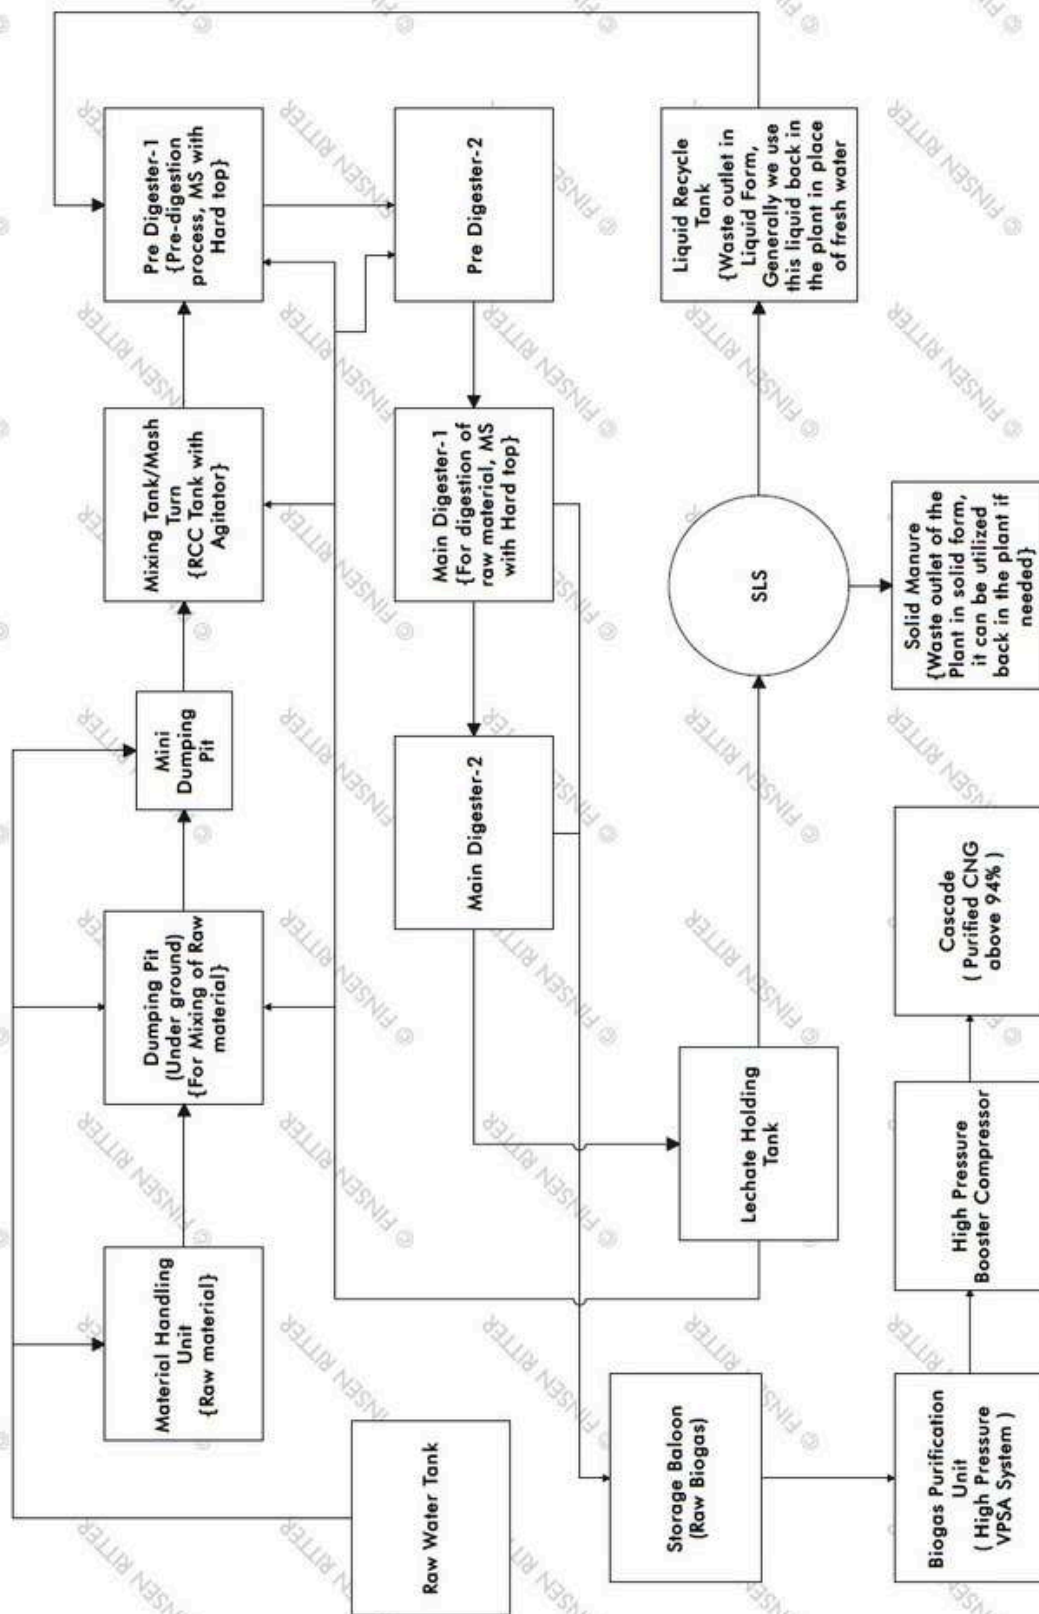 Material Handling
Unit
{Raw material}
Dumping Pit
(Under ground)
{For Mixing of Raw
material}
Mini
Dumping
Pit
Mixing Tank/Mash
Turn
{RCC Tank with
Agitator}
Pre Digester-1
{Pre-digestion
process, MS with
Hard top}
Raw Water Tank
Main Digester-2
Main Digester-1
{For digestion of
raw material, MS
with Hard top}
Pre Digester-2
Storage Baloon
(Raw Biogas)
Lechate Holding
Tank
SLS
Liquid Recycle
Tank
{Waste outlet in
Liquid Form,
Generally we use
this liquid back in
the plant in place
of fresh water}
Biogas Purification
Unit
( High Pressure
VPSA System )
High Pressure
Booster Compressor
Cascade
( Purified CNG
above 94% )
Solid Manure
{Waste outlet of the
Plant in solid form,
it can be utilized
back in the plant if
needed}
© FINSEN RITTER